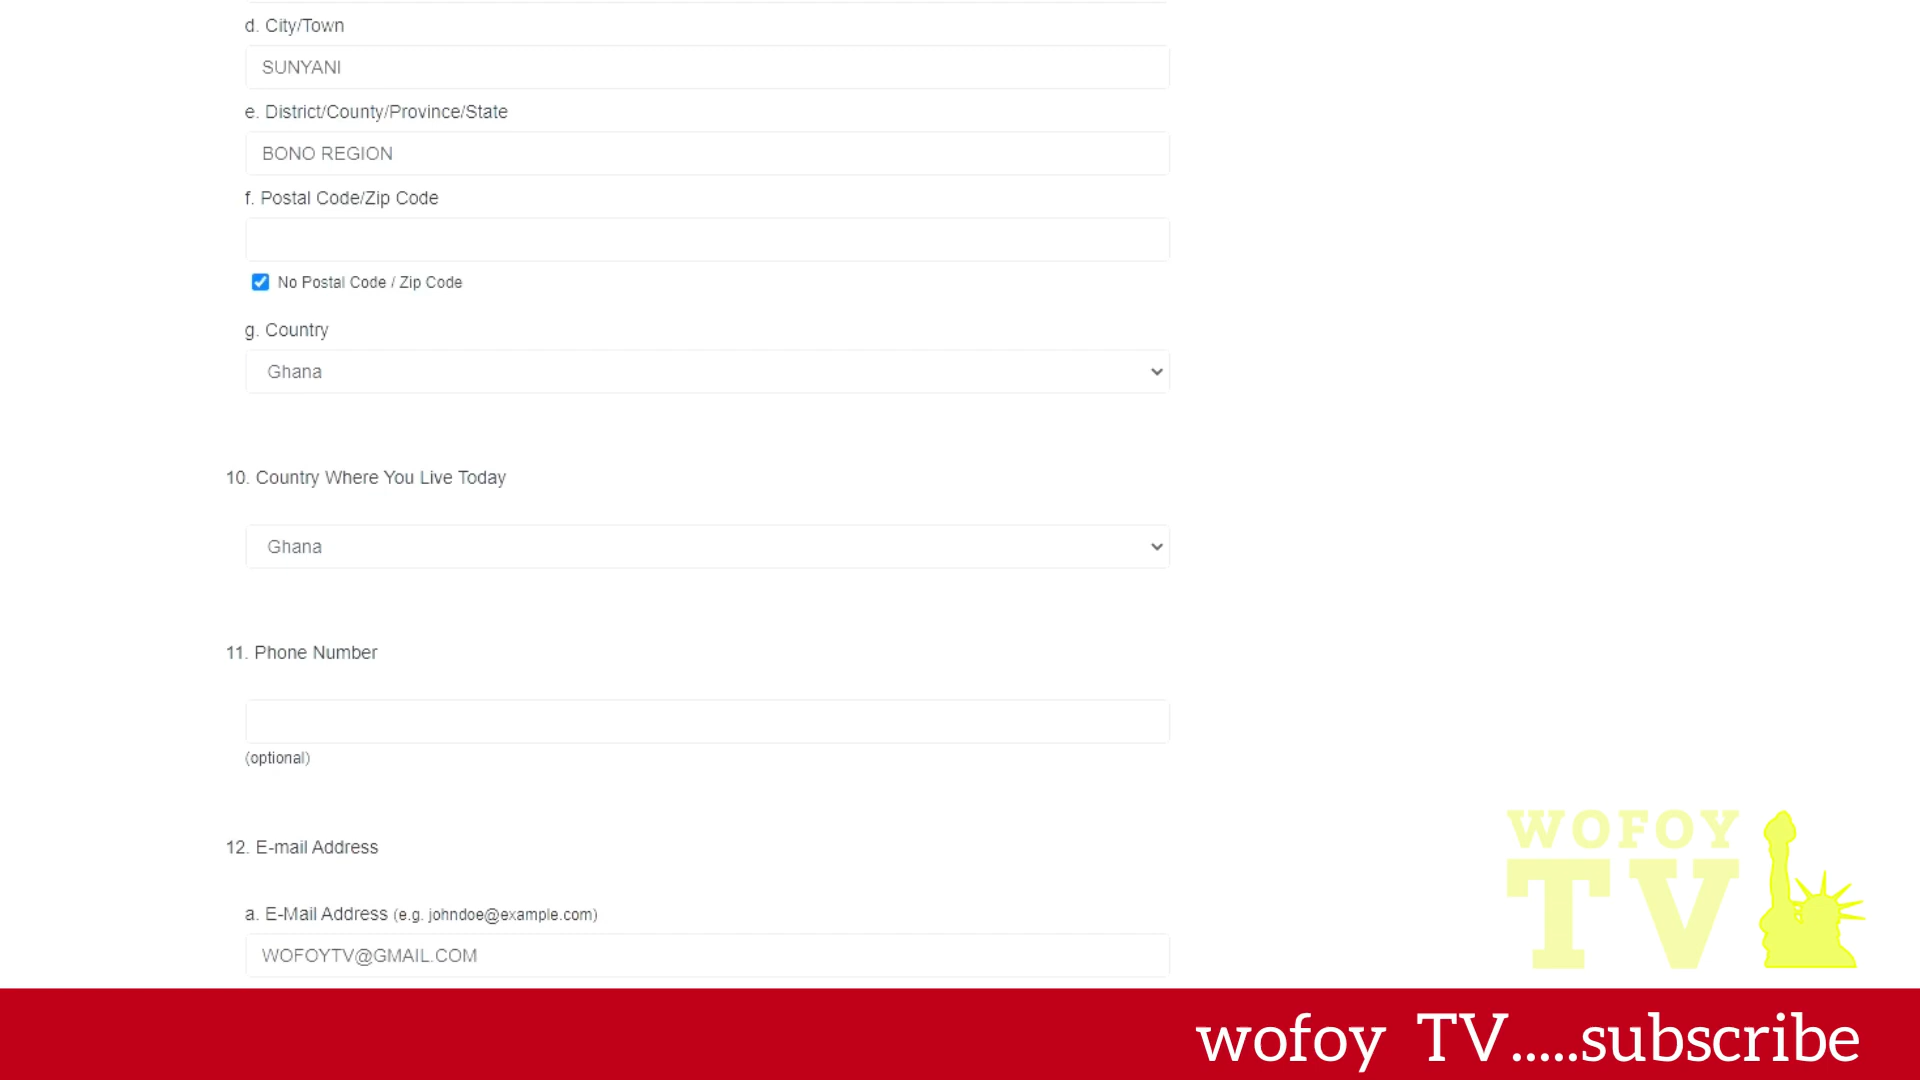 d. City/Town
SUNYANI
e. District/County/Province/State
BONO REGION
f. Postal Code/Zip Code
No Postal Code / Zip Code
g. Country
Ghana
10. Country Where You Live Today
Ghana
11. Phone Number
(optional)
12. E-mail Address
a. E-Mail Address (e.g. johndoe@example.com)
WOFOYTV@GMAIL.COM
WOFOY
TV
wofoy TV.....subscribe